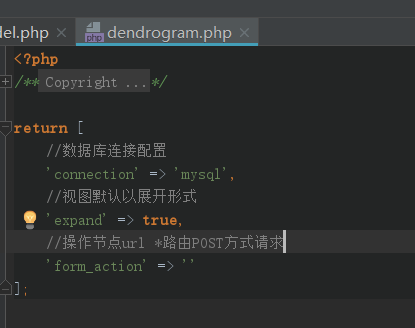 del.php × dendrogram.php ×
<?php
/** Copyright ...*/
return [
//数据库连接配置
'connection' => 'mysql',
//视图默认以展开形式
'expand' => true,
//操作节点url *路由POST方式请求
'form_action' => ''
];